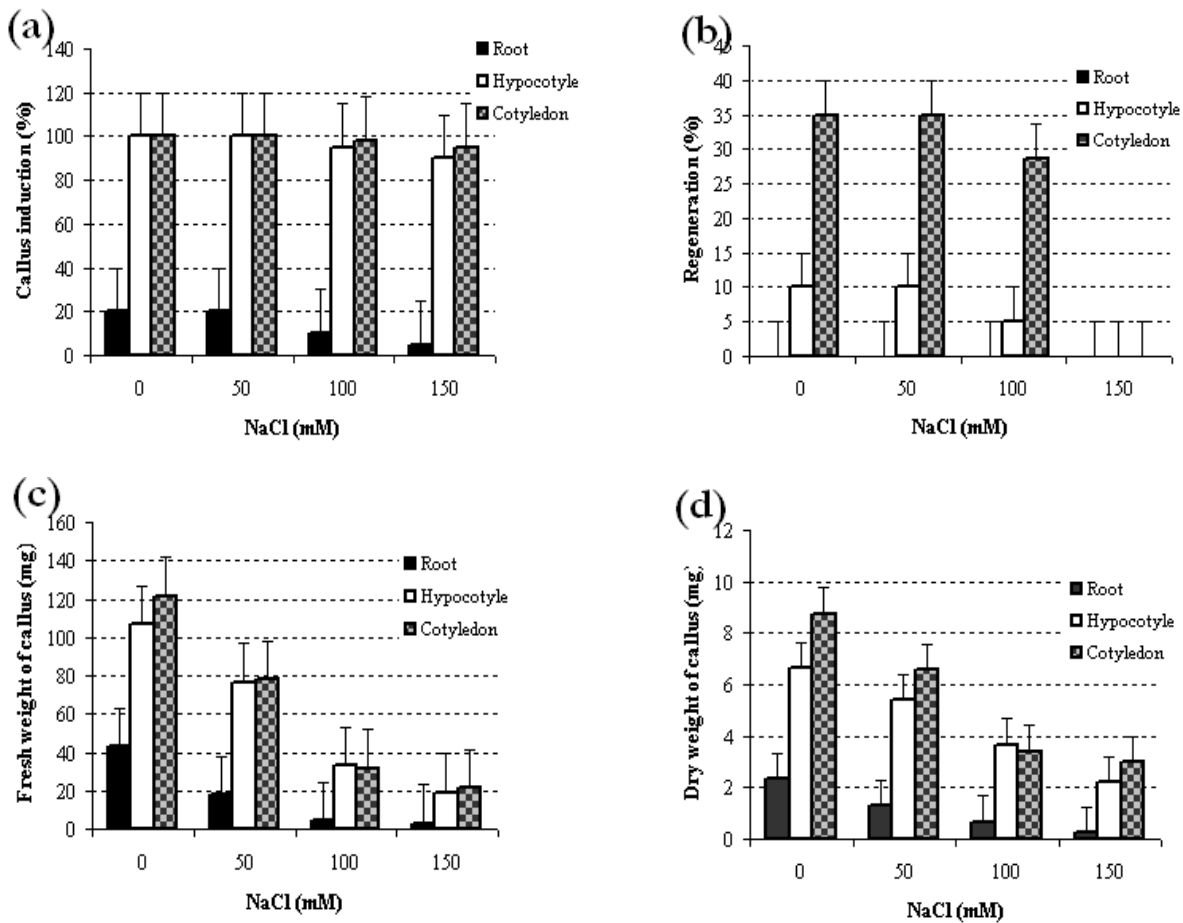 (a)
Callus induction (%)
140
120
100
80
60
40
20
0
0 50 100 150
NaCl (mM)
Root
Hypocotyle
Cotyledon
(b)
Regeneration (%)
45
40
35
30
25
20
15
10
5
0
0 50 100 150
NaCl (mM)
Root
Hypocotyle
Cotyledon
(c)
Fresh weight of callus (mg)
160
140
120
100
80
60
40
20
0
0 50 100 150
NaCl (mM)
Root
Hypocotyle
Cotyledon
(d)
Dry weight of callus (mg)
12
10
8
6
4
2
0
0 50 100 150
NaCl (mM)
Root
Hypocotyle
Cotyledon